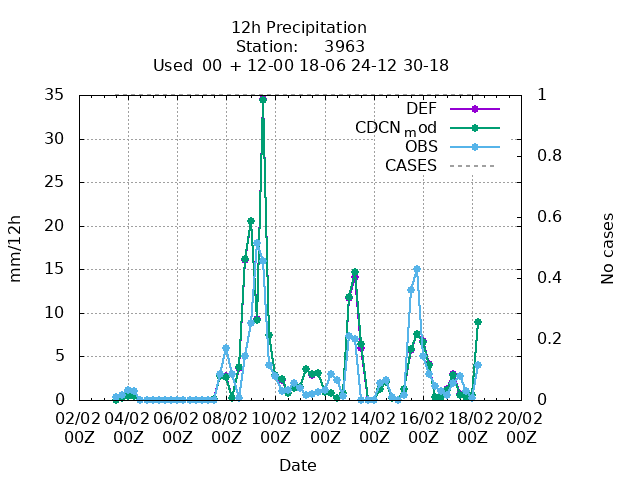 12h Precipitation
Station: 3963
Used 00 + 12-00 18-06 24-12 30-18
35 1
DEF
30 CDCNmod
OBS
0.8
25 CASES
20 0.6
mm/12h No cases
15 0.4
10
0.2
5
0 0
02/02 04/02 06/02 08/02 10/02 12/02 14/02 16/02 18/02 20/02
00Z 00Z 00Z 00Z 00Z 00Z 00Z 00Z 00Z 00Z
Date